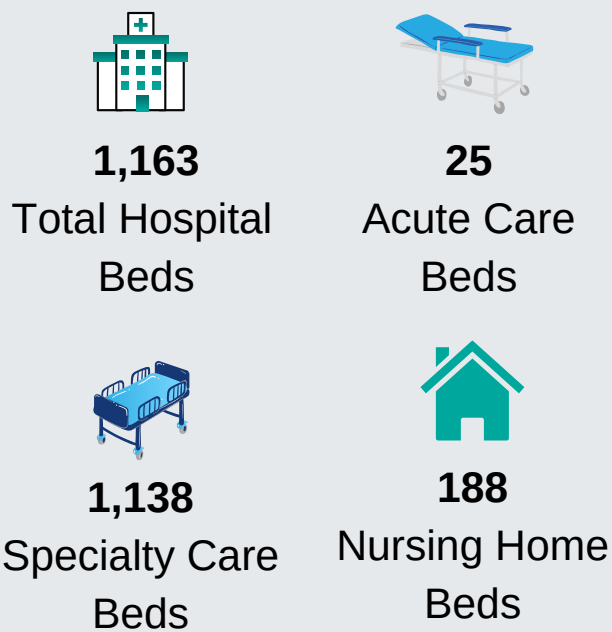 1,163
Total Hospital
Beds
25
Acute Care
Beds
1,138
Specialty Care
Beds
188
Nursing Home
Beds